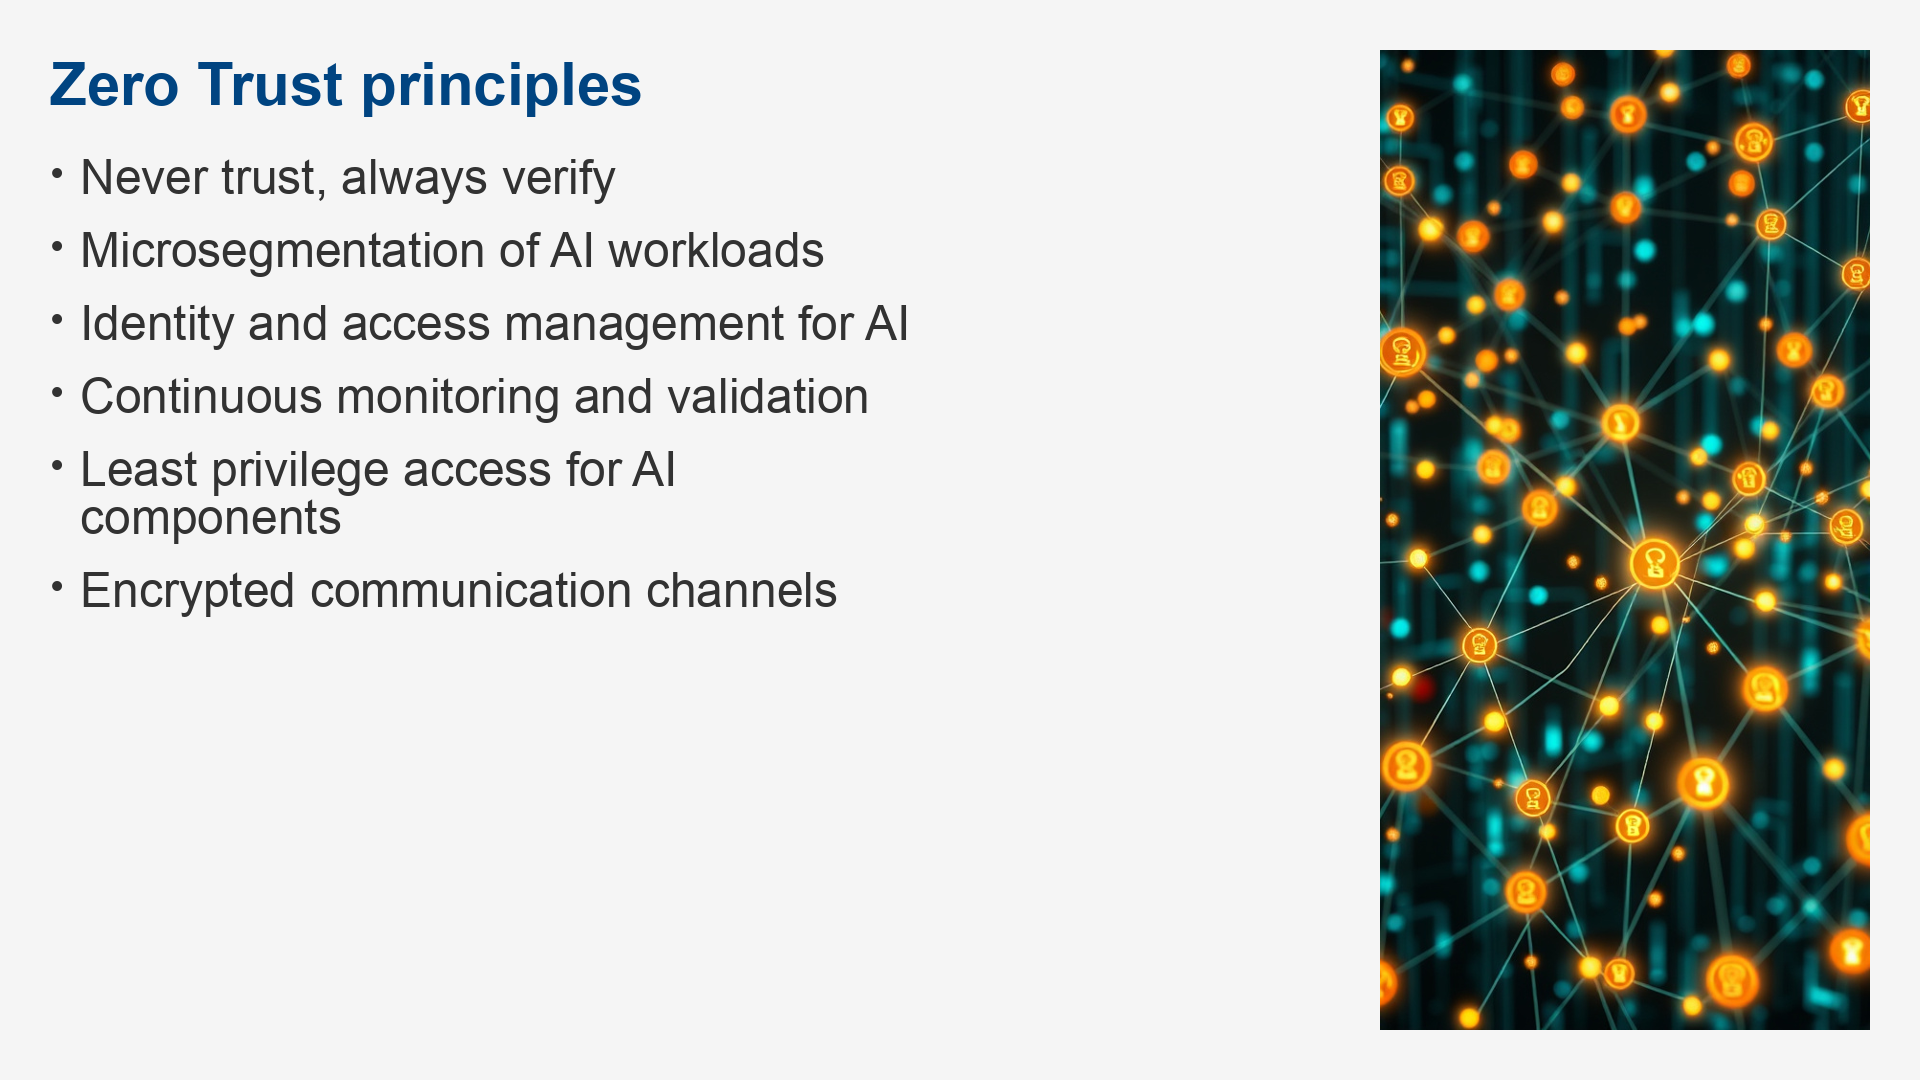 Zero Trust principles
• Never trust, always verify
• Microsegmentation of AI workloads
• Identity and access management for AI
• Continuous monitoring and validation
• Least privilege access for AI
components
• Encrypted communication channels